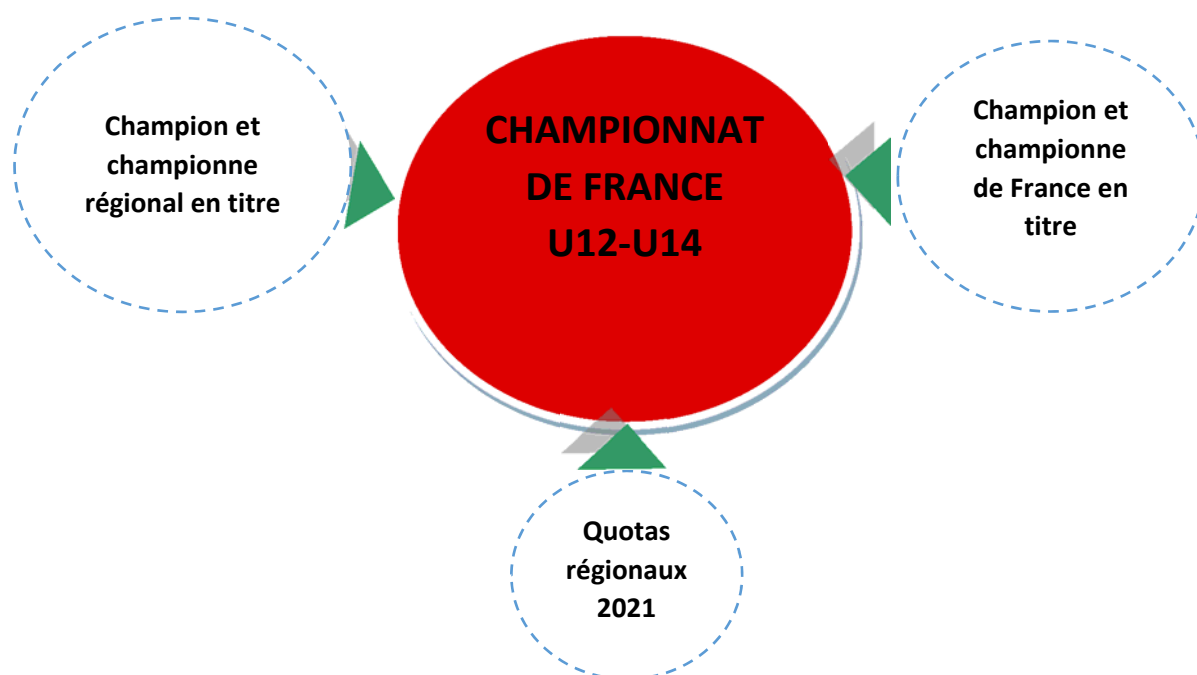 Champion et
championne
régional en titre
CHAMPIONNAT
DE FRANCE
U12-U14
Champion et
championne
de France en
titre
Quotas
régionaux
2021